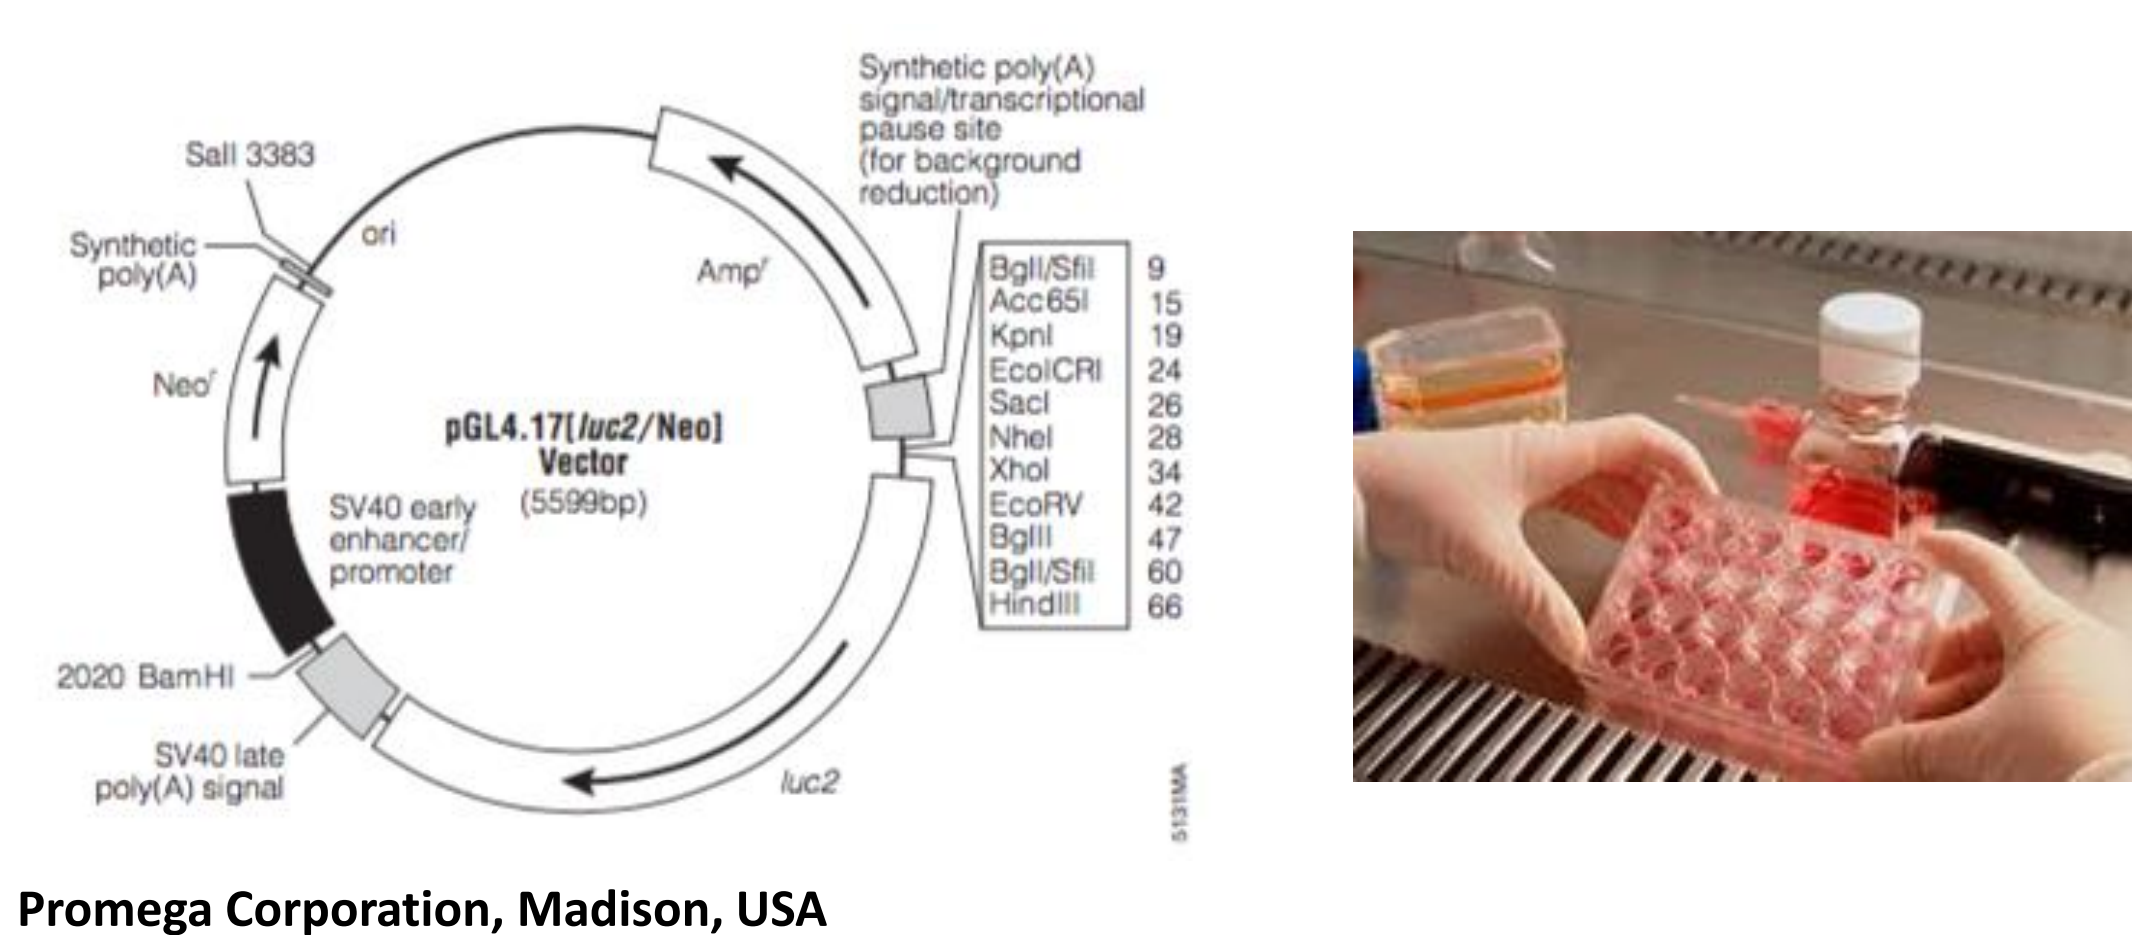 Synthetic poly(A)
signal/transcriptional
pause site
(for background
reduction)
SalI 3383
Synthetic
poly(A)
ori
Ampʳ
Neoʳ
pGL4.17[luc2/Neo]
Vector
(5599bp)
SV40 early
enhancer/
promoter
2020 BamHI
SV40 late
poly(A) signal
luc2
BglI/SfiI 9
Acc65I 15
KpnI 19
EcoICRI 24
SacI 26
NheI 28
XhoI 34
EcoRV 42
BglII 47
BglI/SfiI 60
HindIII 66
5131MA
Promega Corporation, Madison, USA